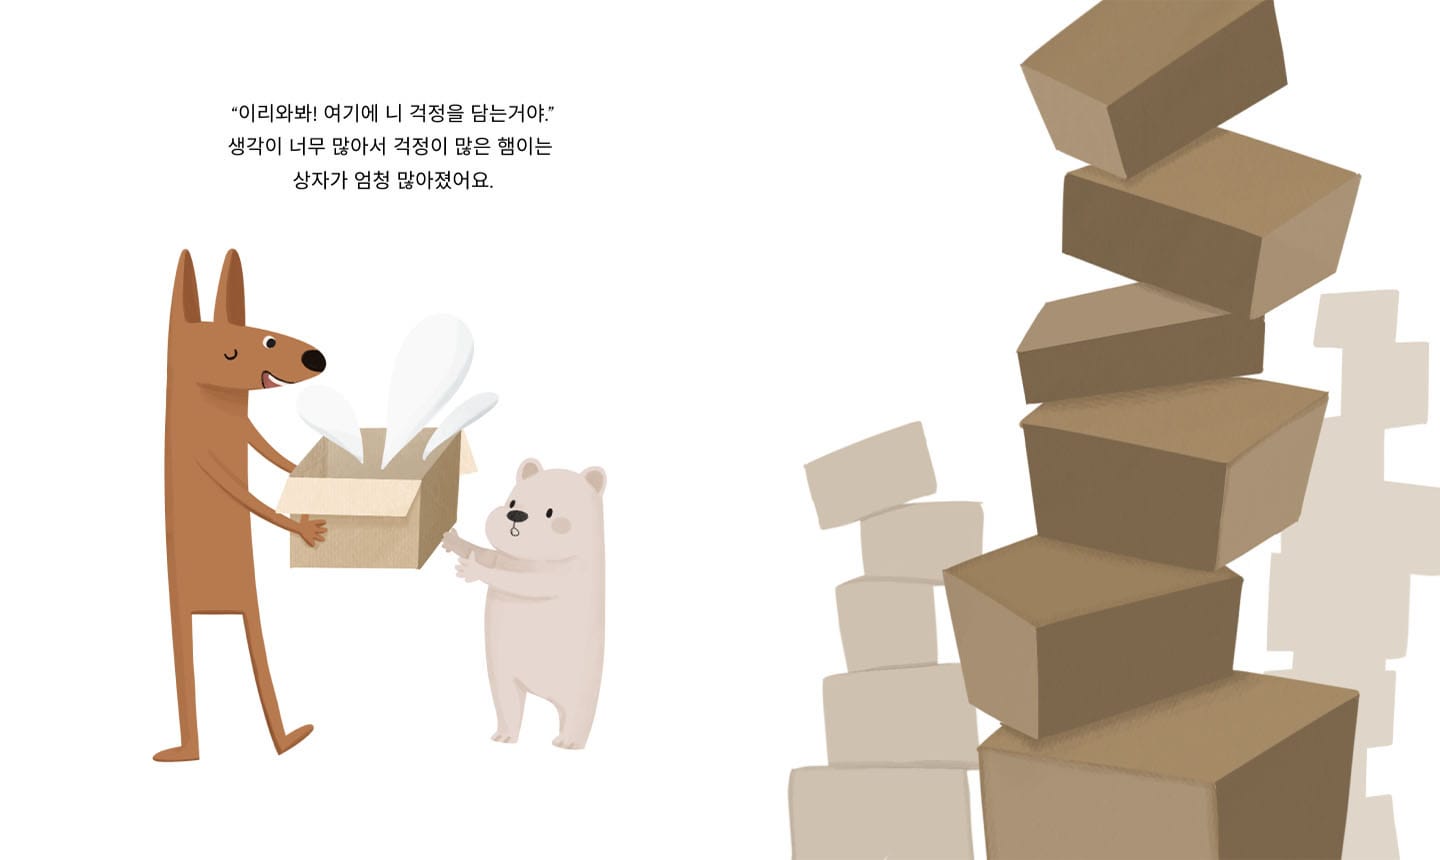 “이리와봐! 여기에 니 걱정을 담는거야.”
생각이 너무 많아서 걱정이 많은 햄이는
상자가 엄청 많아졌어요.